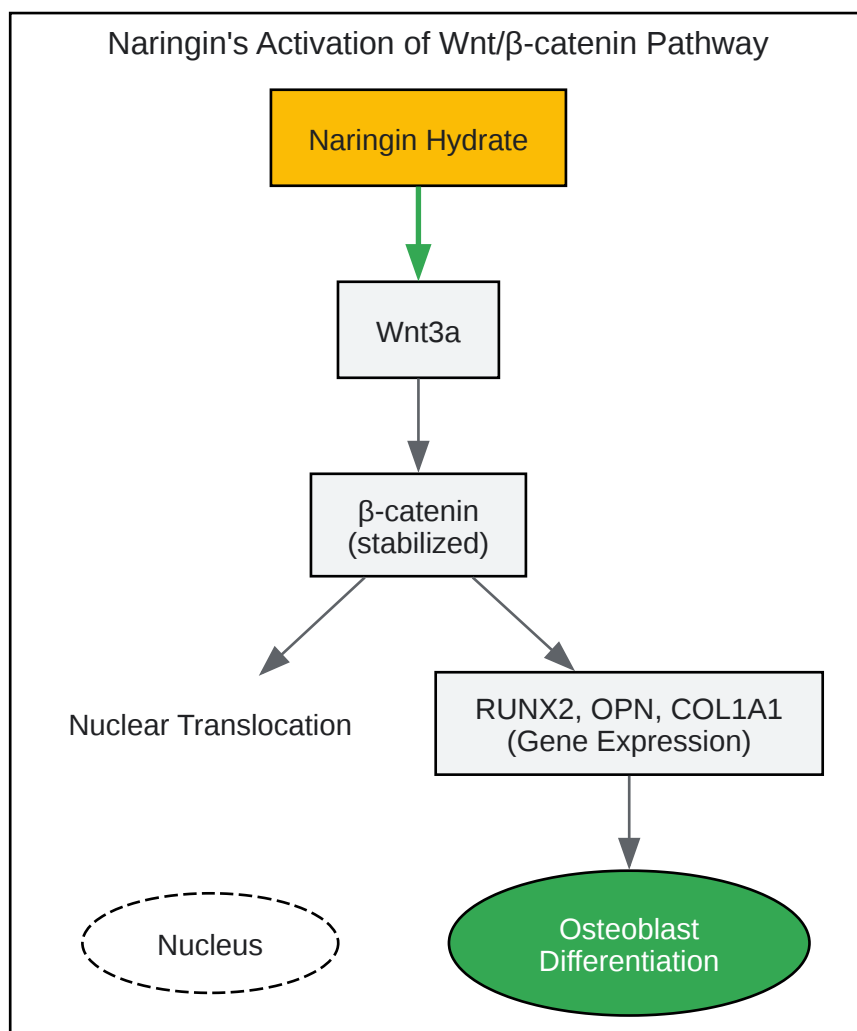 Naringin's Activation of Wnt/β-catenin Pathway
Naringin Hydrate
Wnt3a
β-catenin
(stabilized)
Nuclear Translocation
RUNX2, OPN, COL1A1
(Gene Expression)
Nucleus
Osteoblast
Differentiation